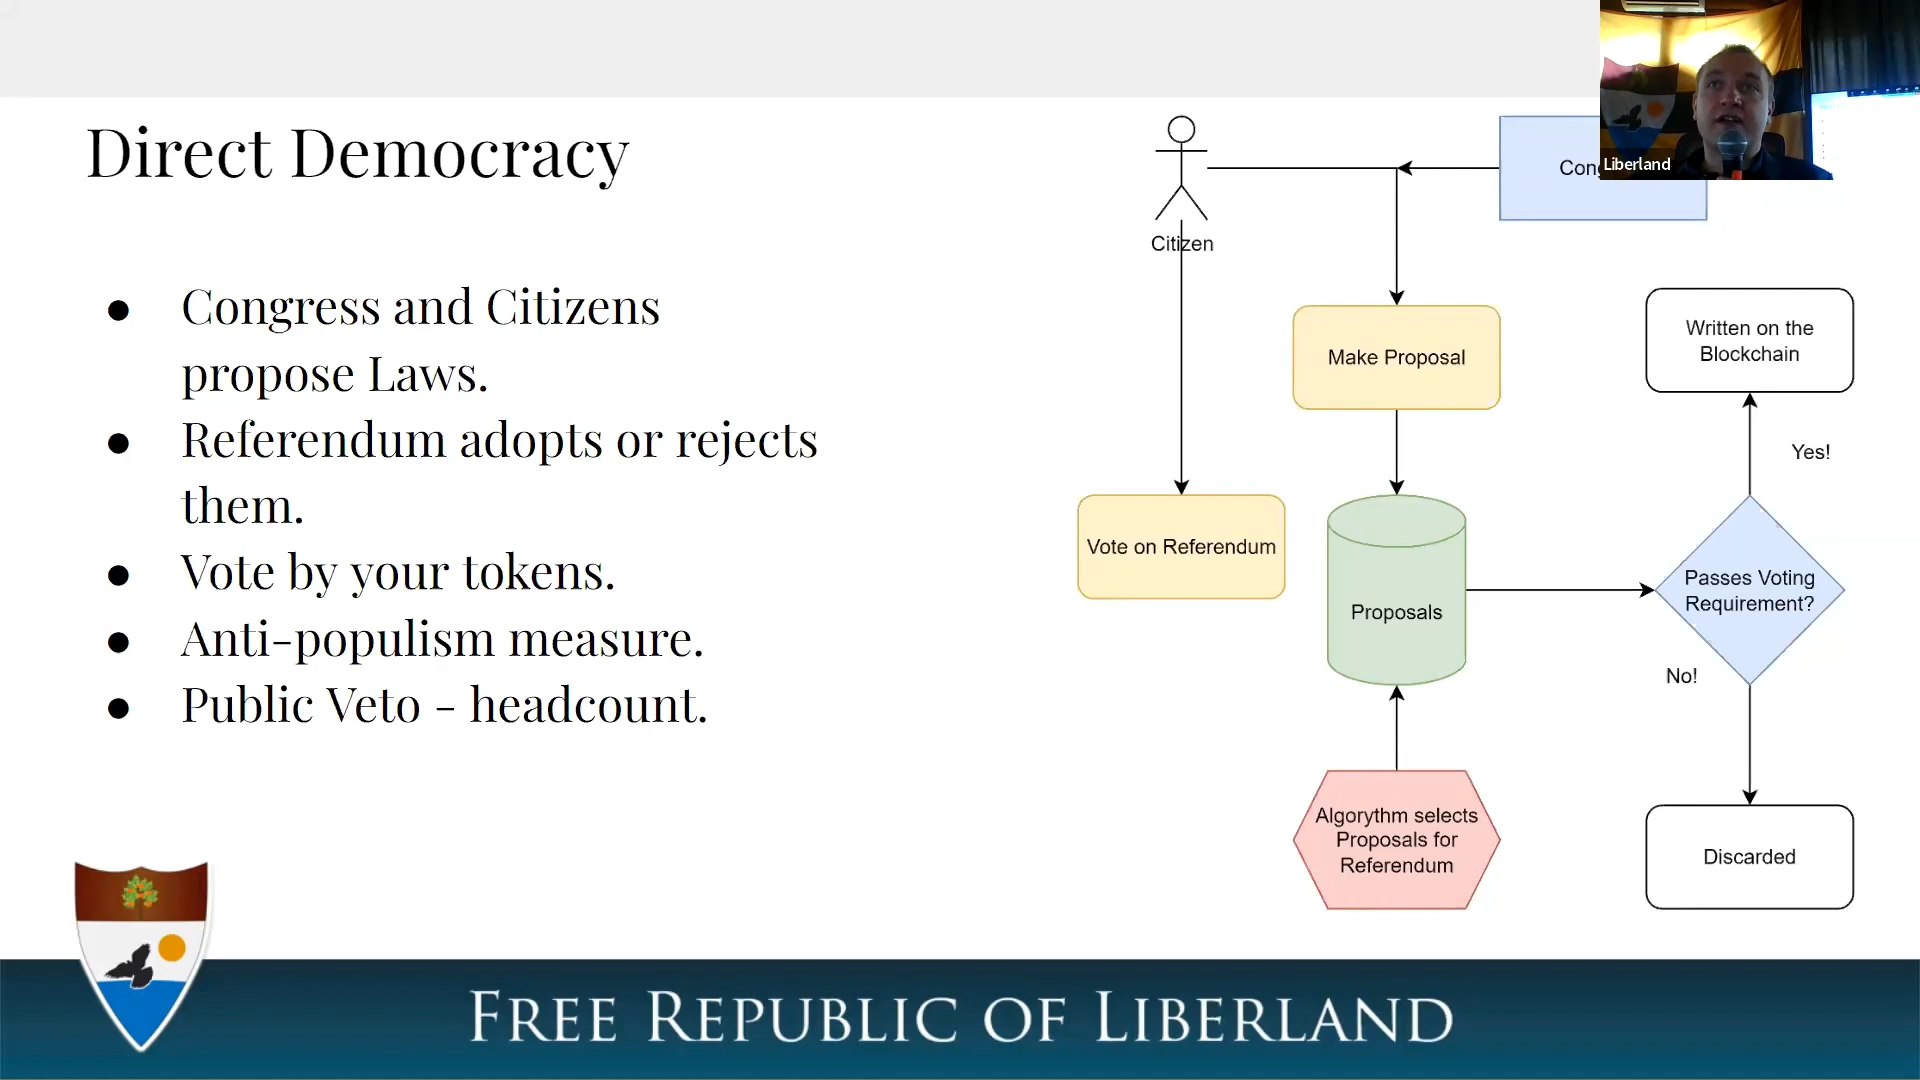 Direct Democracy
● Congress and Citizens
propose Laws.
● Referendum adopts or rejects
them.
● Vote by your tokens.
● Anti-populism measure.
● Public Veto - headcount.
Citizen
Liberland
Make Proposal
Written on the
Blockchain
Yes!
Vote on Referendum
Proposals
Passes Voting
Requirement?
No!
Algorythm selects
Proposals for
Referendum
Discarded
FREE REPUBLIC OF LIBERLAND